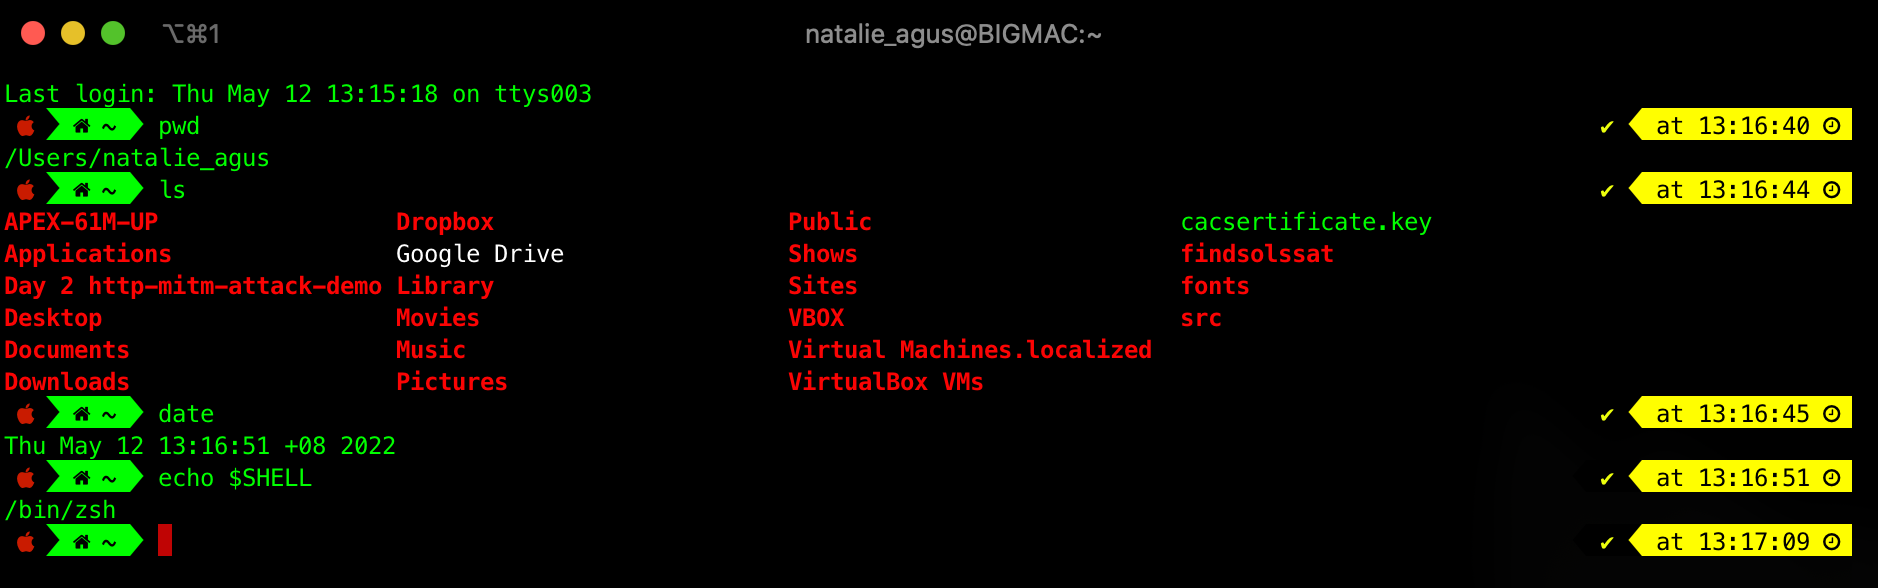 ⌥⌘1 natalie_agus@BIGMAC:~
Last login: Thu May 12 13:15:18 on ttys003
~ pwd ✔ at 13:16:40
/Users/natalie_agus
~ ls ✔ at 13:16:44
APEX-61M-UP Dropbox Public cacsertificate.key
Applications Google Drive Shows findsolssat
Day 2 http-mitm-attack-demo Library Sites fonts
Desktop Movies VBOX src
Documents Music Virtual Machines.localized
Downloads Pictures VirtualBox VMs
~ date ✔ at 13:16:45
Thu May 12 13:16:51 +08 2022
~ echo $SHELL ✔ at 13:16:51
/bin/zsh
~ ✔ at 13:17:09